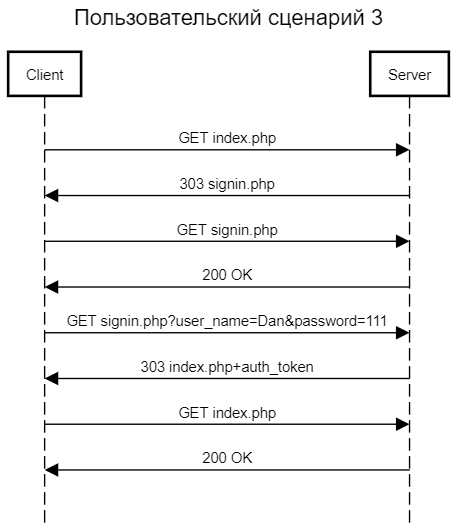 Пользовательский сценарий 3
Client
Server
GET index.php
303 signin.php
GET signin.php
200 OK
GET signin.php?user_name=Dan&password=111
303 index.php+auth_token
GET index.php
200 OK